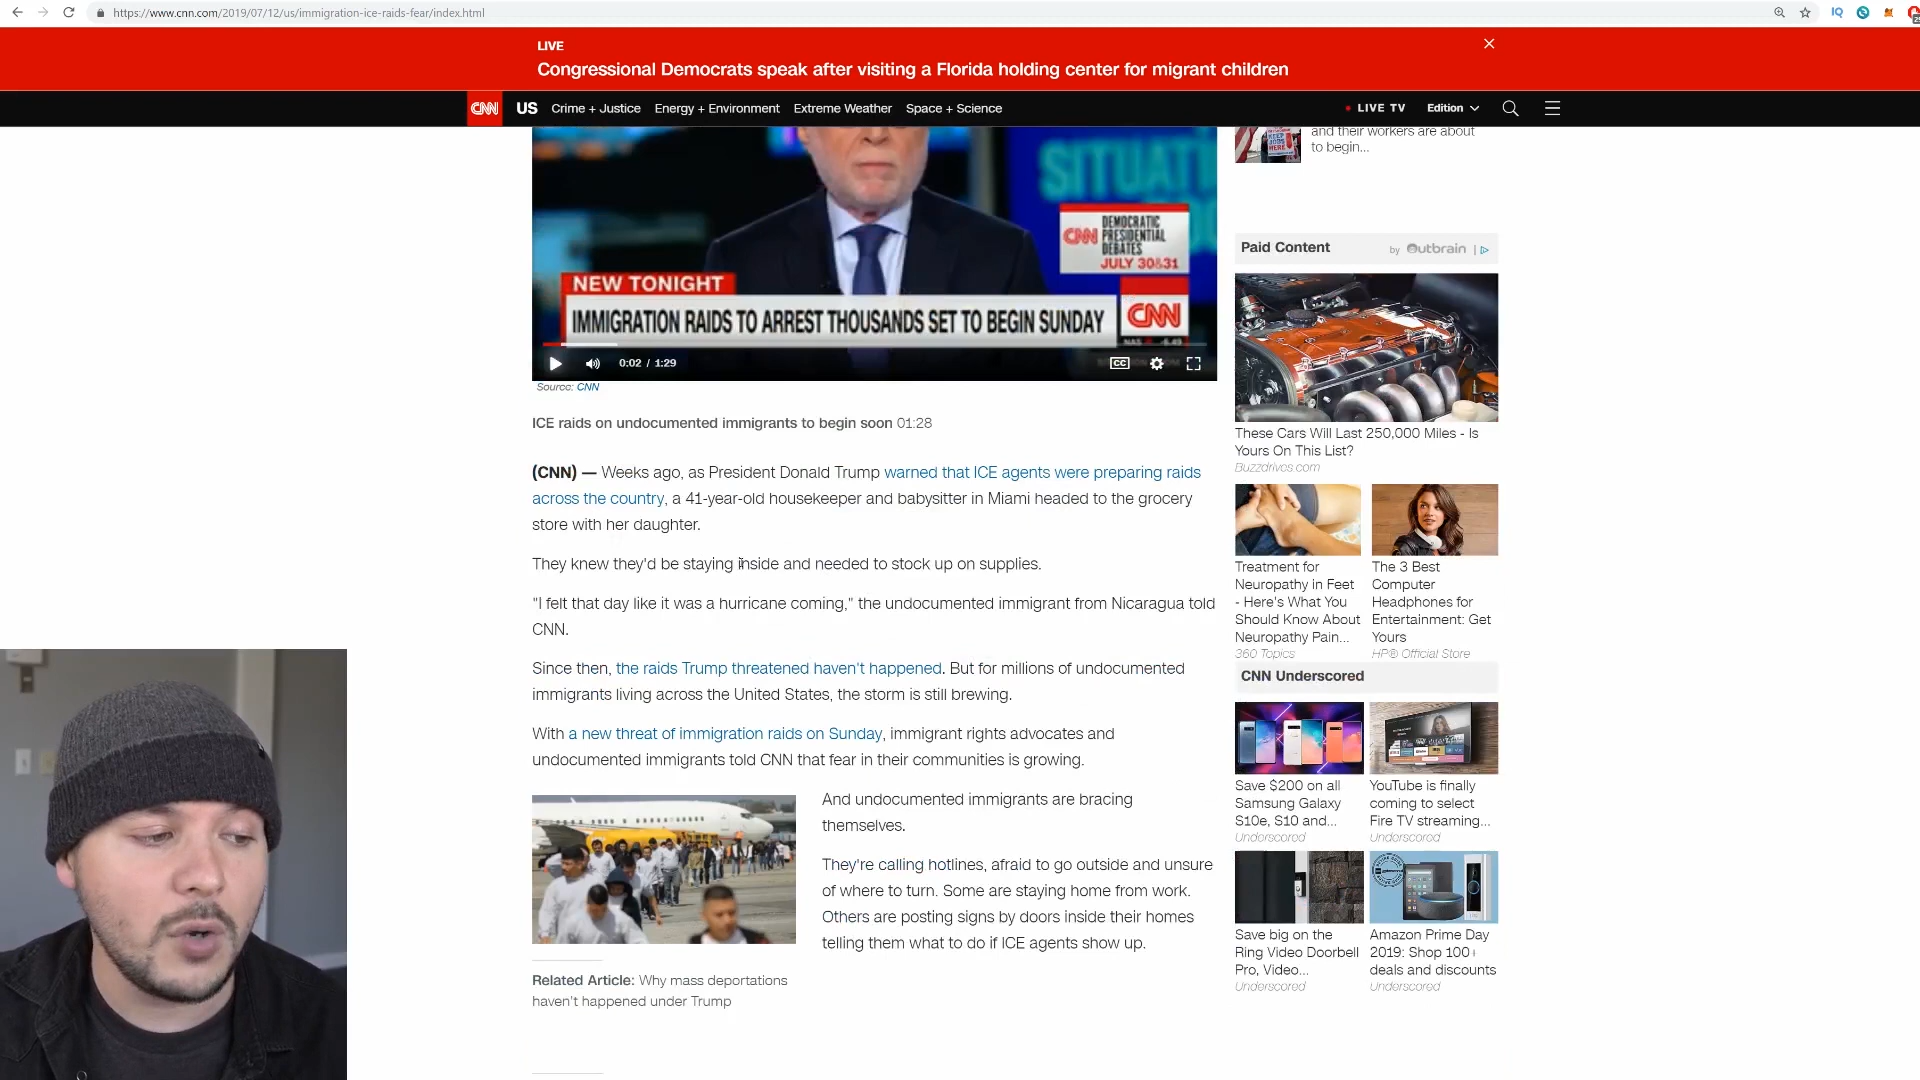 https://www.cnn.com/2019/07/12/us/immigration-ice-raids-fear/index.html
LIVE
Congressional Democrats speak after visiting a Florida holding center for migrant children
CNN US Crime + Justice Energy + Environment Extreme Weather Space + Science LIVE TV Edition
and their workers are about
to begin...
KEEP
JOBS
HERE
SITUAT
CNN DEMOCRATIC
PRESIDENTIAL
DEBATES
JULY 30&31
NEW TONIGHT
IMMIGRATION RAIDS TO ARREST THOUSANDS SET TO BEGIN SUNDAY
CNN
0:02 / 1:29 CC
Source: CNN
ICE raids on undocumented immigrants to begin soon 01:28
(CNN) — Weeks ago, as President Donald Trump warned that ICE agents were preparing raids
across the country, a 41-year-old housekeeper and babysitter in Miami headed to the grocery
store with her daughter.
They knew they'd be staying inside and needed to stock up on supplies.
"I felt that day like it was a hurricane coming," the undocumented immigrant from Nicaragua told
CNN.
Since then, the raids Trump threatened haven't happened. But for millions of undocumented
immigrants living across the United States, the storm is still brewing.
With a new threat of immigration raids on Sunday, immigrant rights advocates and
undocumented immigrants told CNN that fear in their communities is growing.
And undocumented immigrants are bracing
themselves.
They're calling hotlines, afraid to go outside and unsure
of where to turn. Some are staying home from work.
Others are posting signs by doors inside their homes
telling them what to do if ICE agents show up.
Related Article: Why mass deportations
haven't happened under Trump
Paid Content by Outbrain
These Cars Will Last 250,000 Miles - Is
Yours On This List?
Buzzdrives.com
Treatment for
Neuropathy in Feet
- Here's What You
Should Know About
Neuropathy Pain...
360 Topics
The 3 Best
Computer
Headphones for
Entertainment: Get
Yours
HP® Official Store
CNN Underscored
Save $200 on all
Samsung Galaxy
S10e, S10 and...
Underscored
YouTube is finally
coming to select
Fire TV streaming...
Underscored
Save big on the
Ring Video Doorbell
Pro, Video...
Underscored
Amazon Prime Day
2019: Shop 100+
deals and discounts
Underscored